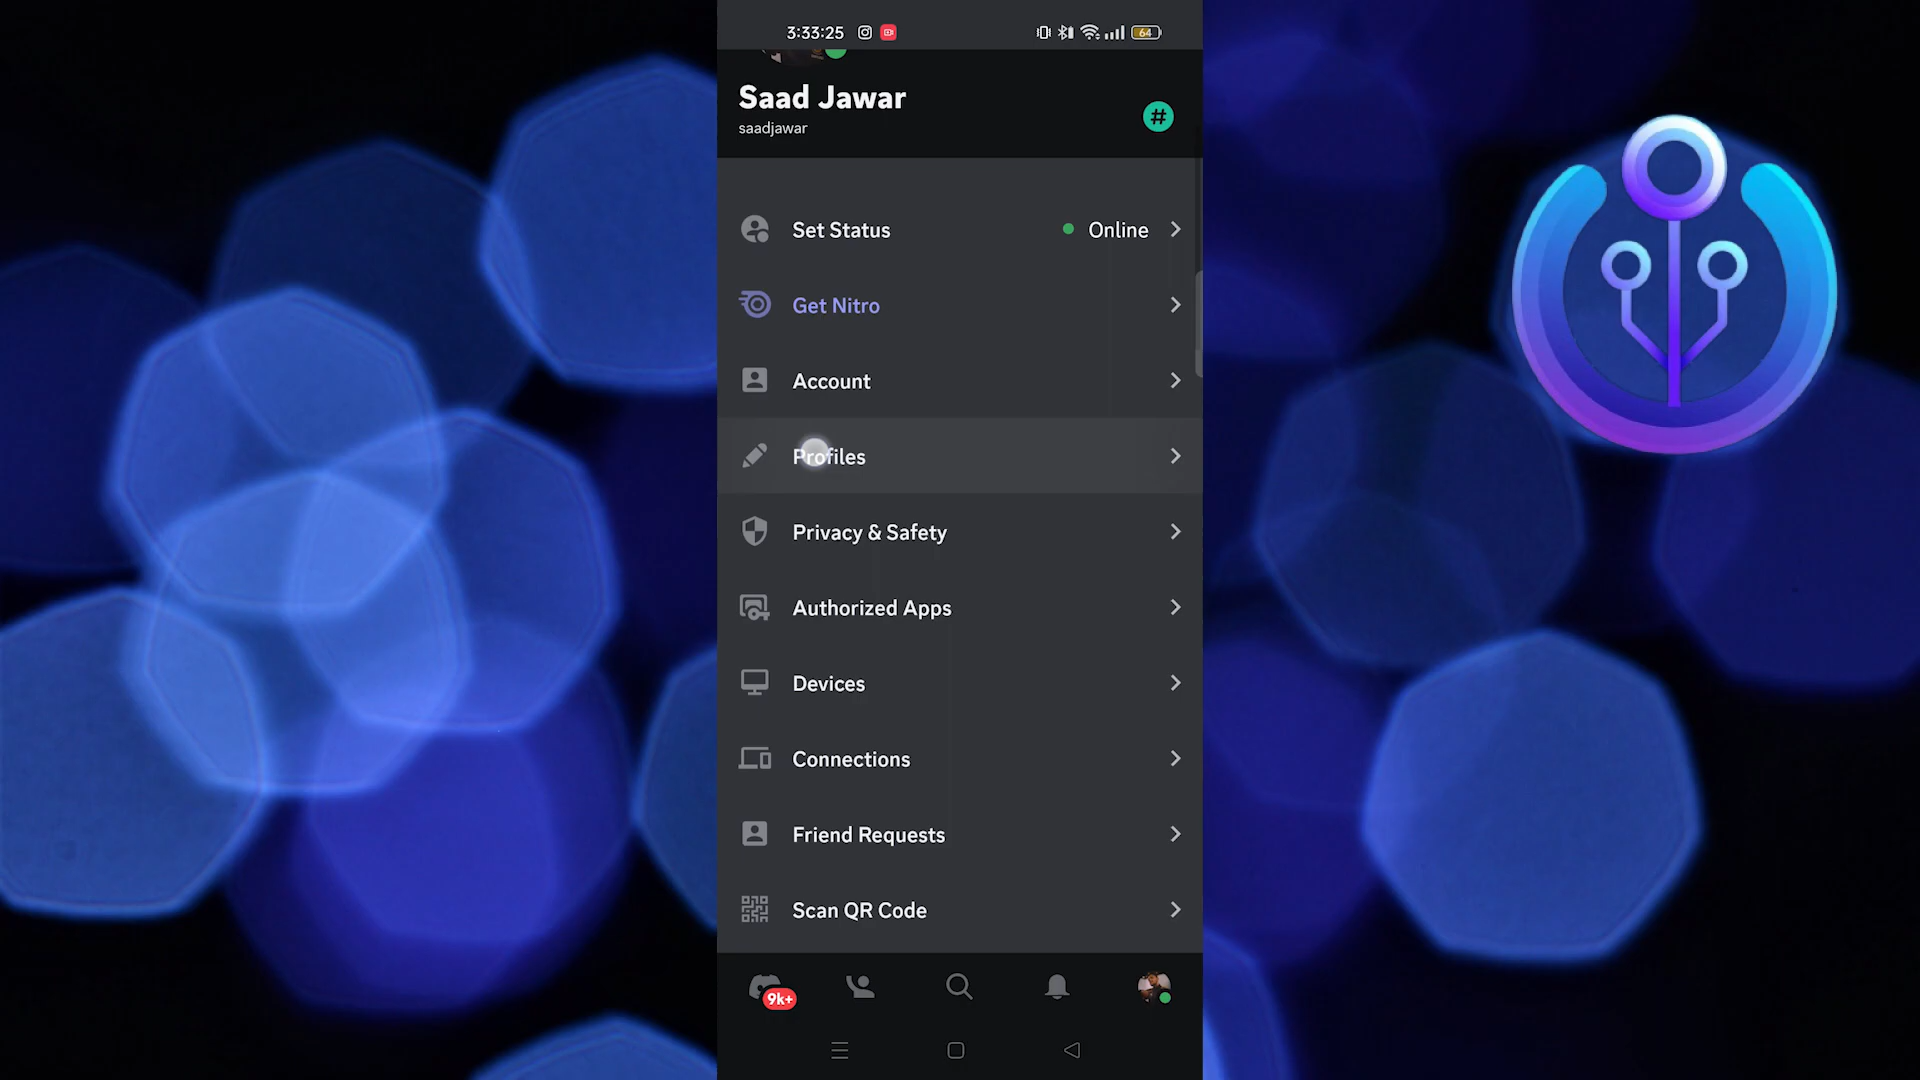 3:33:25
64
Saad Jawar
saadjawar
#
Set Status
Online
Get Nitro
Account
Profiles
Privacy & Safety
Authorized Apps
Devices
Connections
Friend Requests
Scan QR Code
9k+